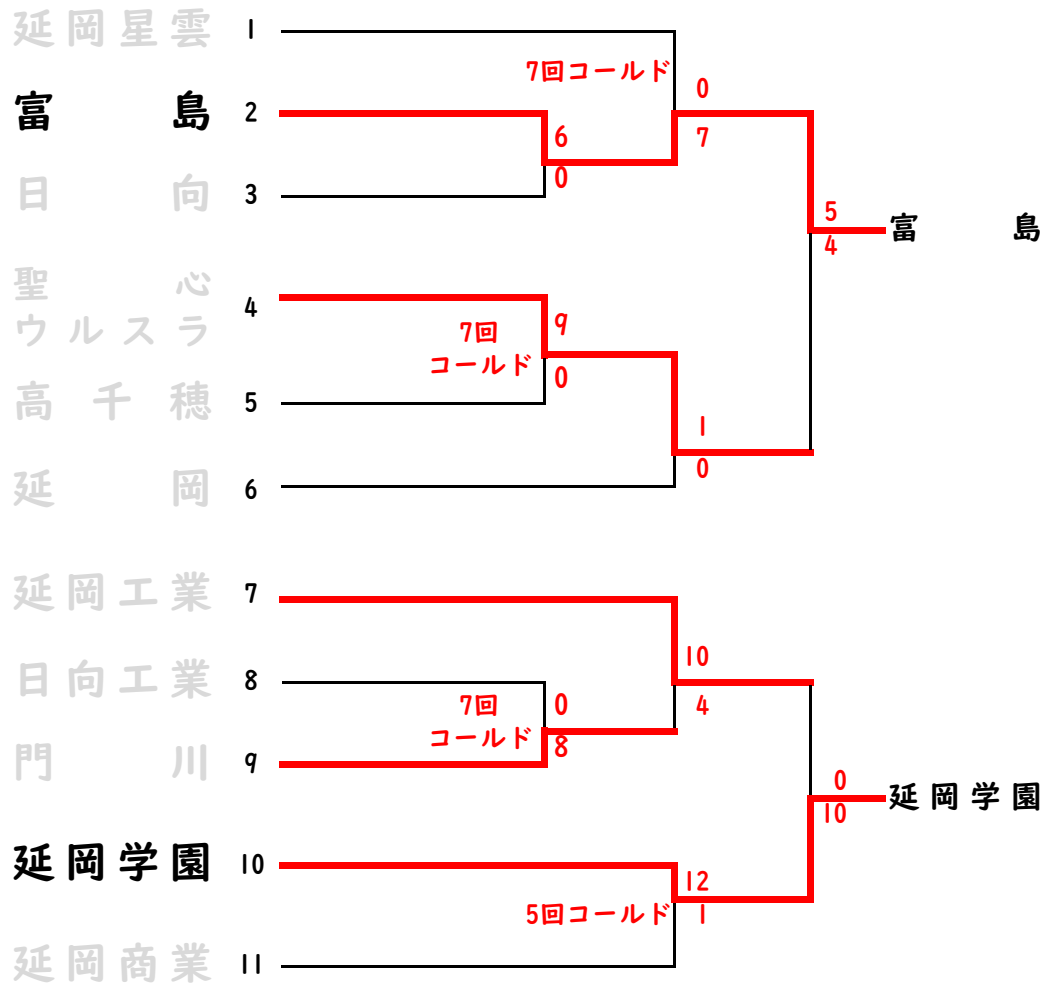 延岡星雲 1
7回コールド
0
富島 2
6
7
0
日向 3
5
富島
4
聖心
ウルスラ
4
7回
コールド
9
0
高千穂 5
1
0
延岡 6
延岡工業 7
10
日向工業 8
7回
コールド
0
4
8
門川 9
0
延岡学園
10
延岡学園 10
12
5回コールド
1
延岡商業 11